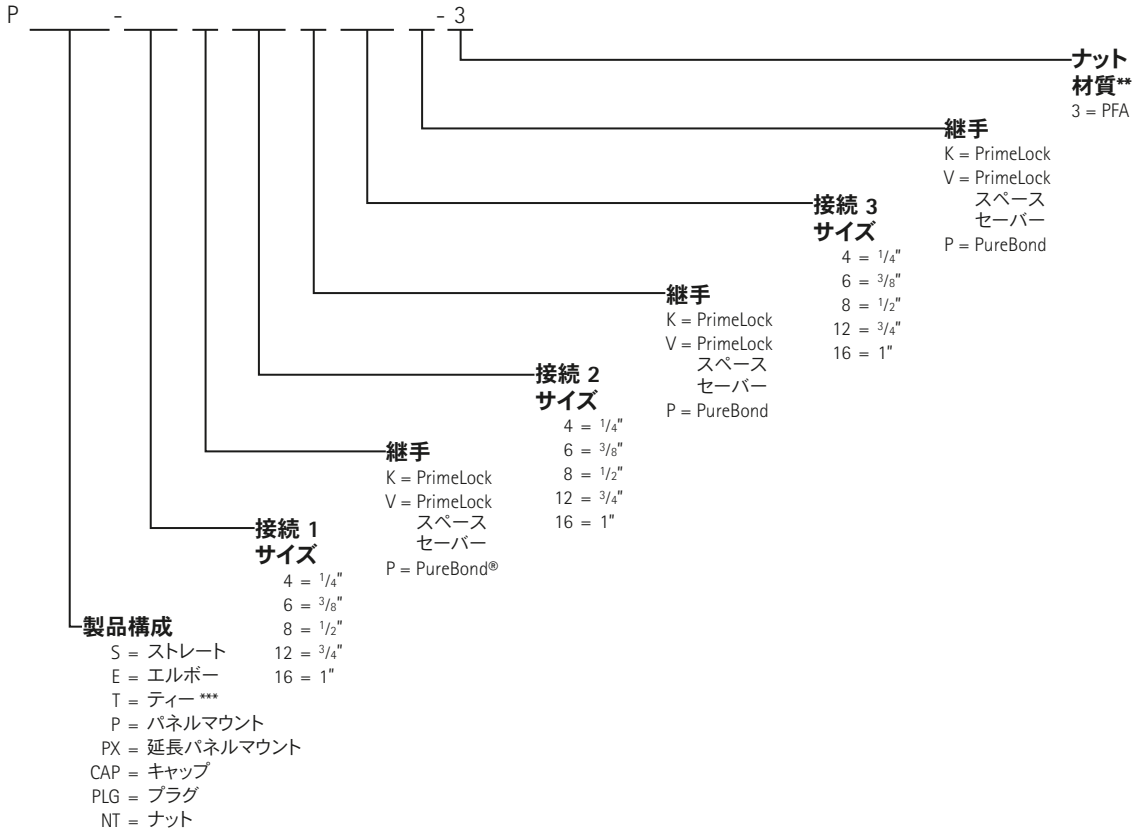 P - - 3
ナット
材質**
3 = PFA
継手
K = PrimeLock
V = PrimeLock
スペース
セーバー
P = PureBond
接続 3
サイズ
4 = 1/4"
6 = 3/8"
8 = 1/2"
12 = 3/4"
16 = 1"
継手
K = PrimeLock
V = PrimeLock
スペース
セーバー
P = PureBond
接続 2
サイズ
4 = 1/4"
6 = 3/8"
8 = 1/2"
12 = 3/4"
16 = 1"
継手
K = PrimeLock
V = PrimeLock
スペース
セーバー
P = PureBond®
接続 1
サイズ
4 = 1/4"
6 = 3/8"
8 = 1/2"
12 = 3/4"
16 = 1"
製品構成
S = ストレート
E = エルボー
T = ティー ***
P = パネルマウント
PX = 延長パネルマウント
CAP = キャップ
PLG = プラグ
NT = ナット